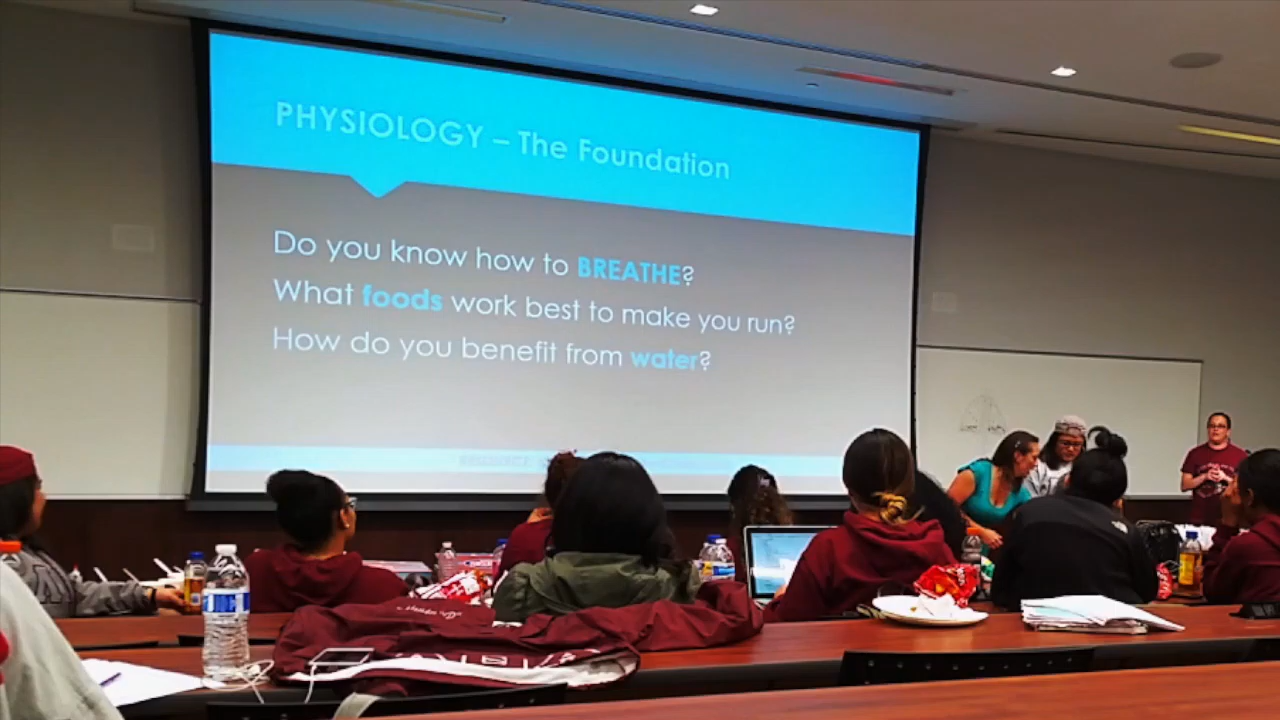 PHYSIOLOGY – The Foundation
Do you know how to BREATHE?
What foods work best to make you run?
How do you benefit from water?